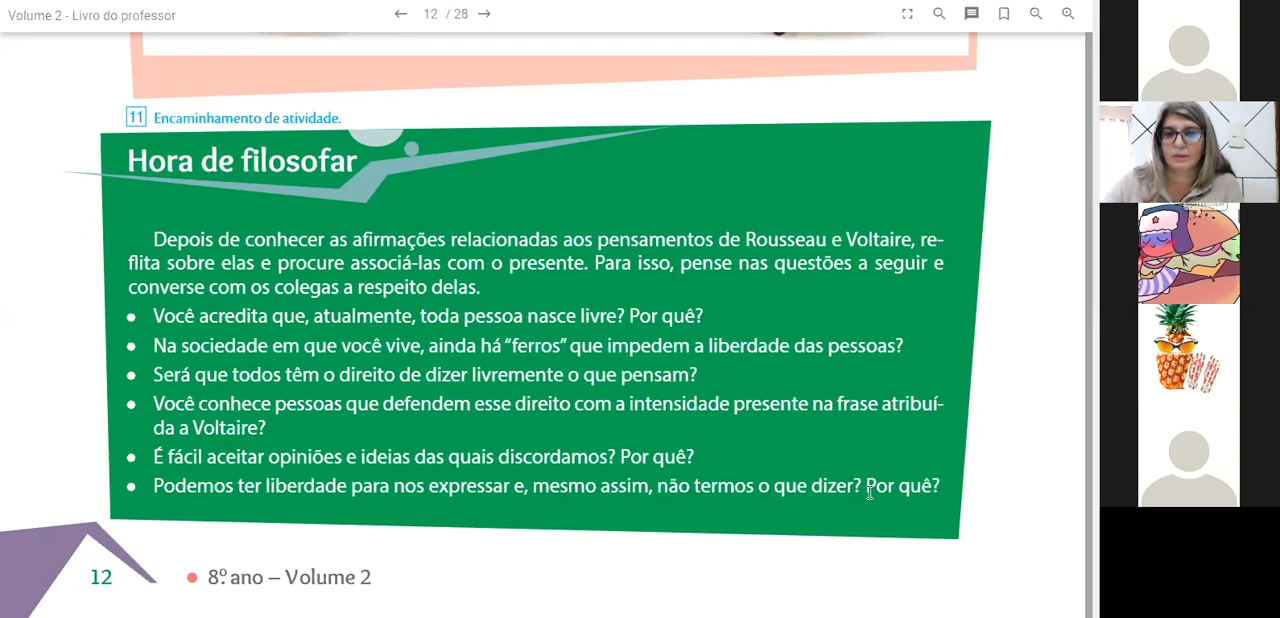 Volume 2 - Livro do professor
12 / 28
11 Encaminhamento de atividade.
Hora de filosofar
Depois de conhecer as afirmações relacionadas aos pensamentos de Rousseau e Voltaire, re-
flita sobre elas e procure associá-las com o presente. Para isso, pense nas questões a seguir e
converse com os colegas a respeito delas.
• Você acredita que, atualmente, toda pessoa nasce livre? Por quê?
• Na sociedade em que você vive, ainda há “ferros” que impedem a liberdade das pessoas?
• Será que todos têm o direito de dizer livremente o que pensam?
• Você conhece pessoas que defendem esse direito com a intensidade presente na frase atribuí-
da a Voltaire?
• É fácil aceitar opiniões e ideias das quais discordamos? Por quê?
• Podemos ter liberdade para nos expressar e, mesmo assim, não termos o que dizer? Por quê?
12 • 8º. ano – Volume 2